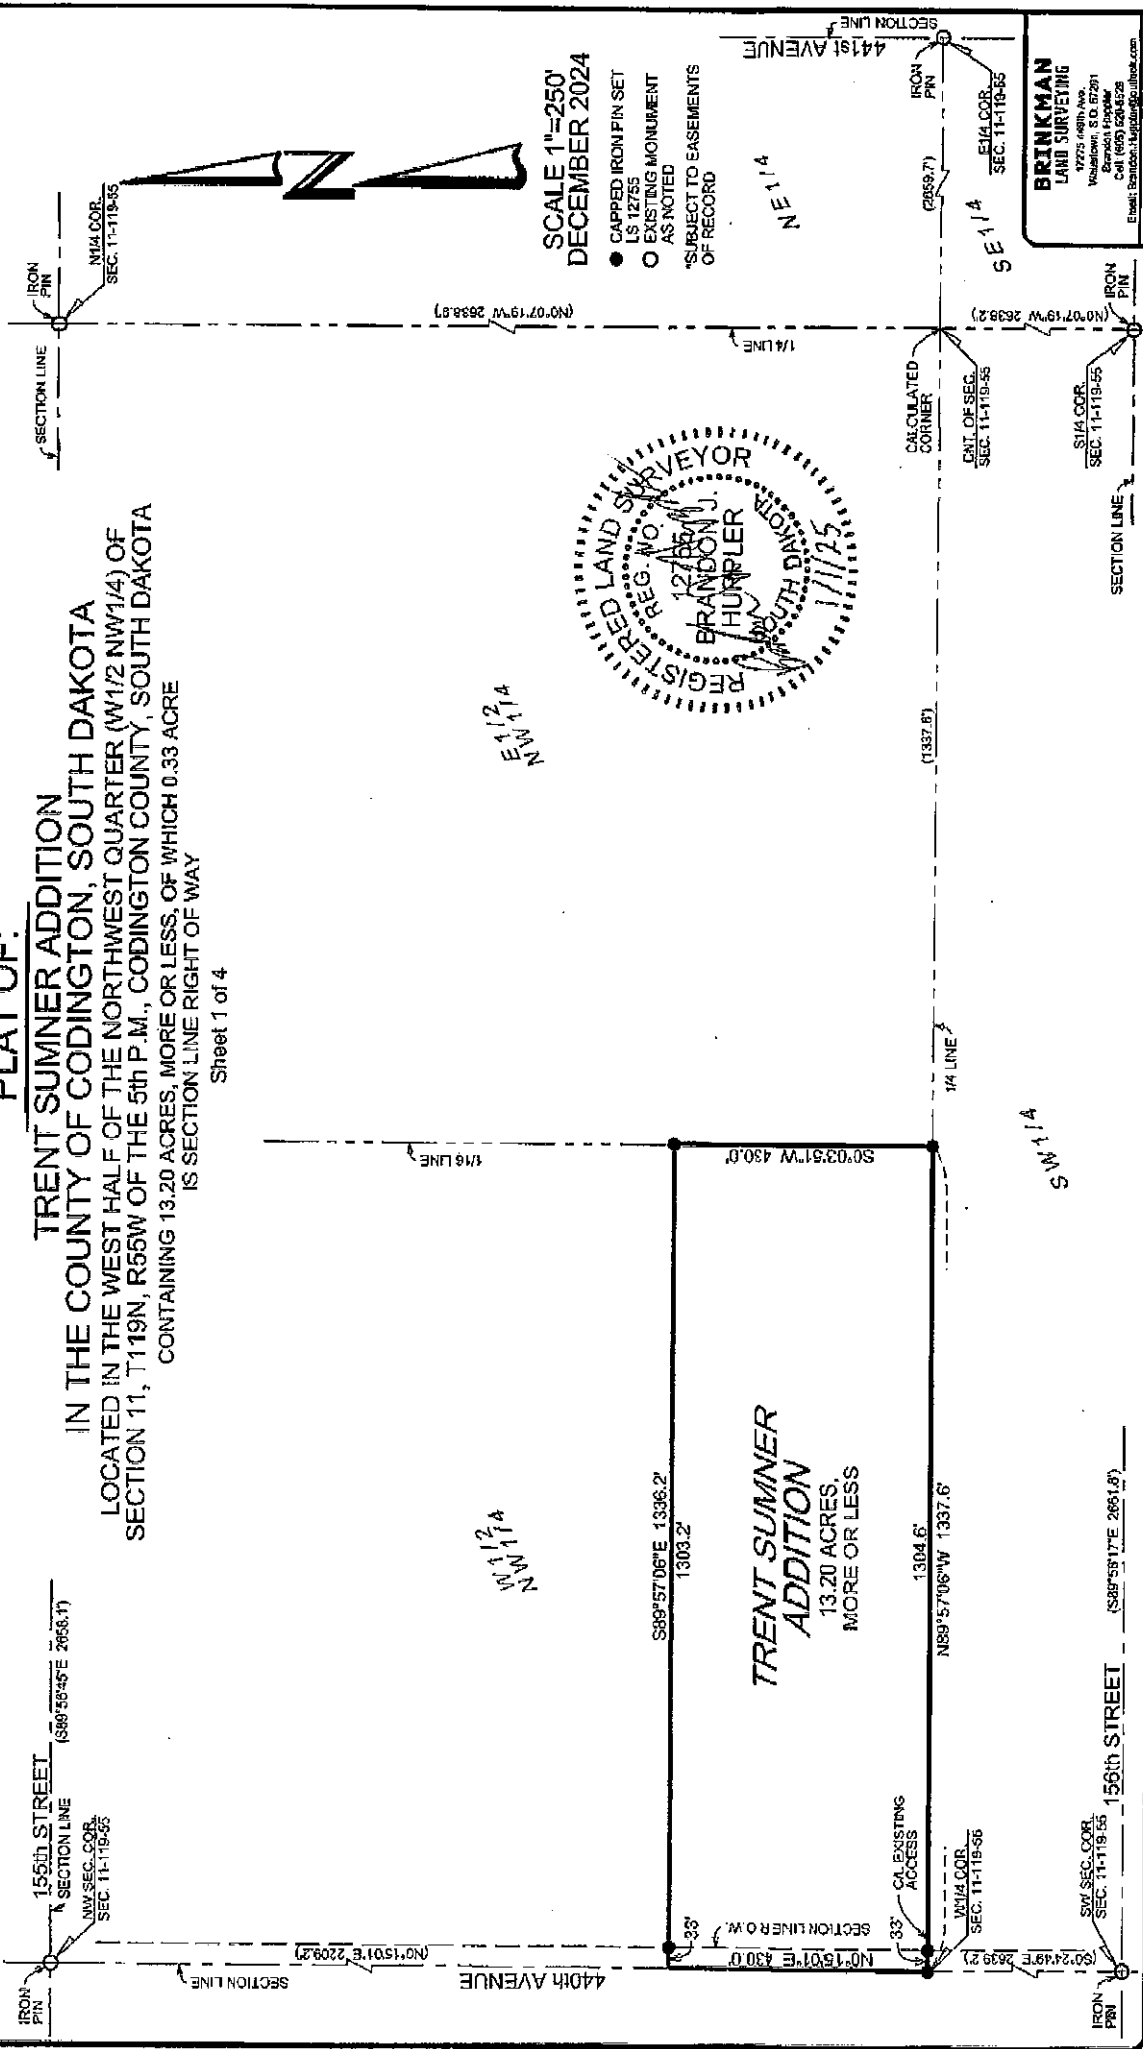 PLAT OF:
TRENT SUMNER ADDITION
IN THE COUNTY OF CODINGTON, SOUTH DAKOTA
LOCATED IN THE WEST HALF OF THE NORTHWEST QUARTER (W1/2 NW1/4) OF
SECTION 11, T119N, R55W OF THE 5th P.M., CODINGTON COUNTY, SOUTH DAKOTA
CONTAINING 13.20 ACRES, MORE OR LESS, OF WHICH 0.33 ACRE
IS SECTION LINE RIGHT OF WAY
Sheet 1 of 4
IRON
PIN
155th STREET
SECTION LINE
(S89°56'45"E 2658.1')
NW SEC. COR.
SEC. 11-119-55
SECTION LINE
IRON
PIN
N1/4 COR.
SEC. 11-119-55
SCALE 1"=250'
DECEMBER 2024
CAPPED IRON PIN SET
LS 12755
EXISTING MONUMENT
AS NOTED
*SUBJECT TO EASEMENTS
OF RECORD
SECTION LINE
(N0°15'01"E 2209.2')
440th AVENUE
W1/2
NW1/4
E1/2
NW1/4
1/16 LINE
(N0°07'19"W 2638.9')
1/4 LINE
NE1/4
REGISTERED LAND SURVEYOR
REG. NO.
12755
BRANDON J.
HURPLER
SOUTH DAKOTA
1/1/25
S89°57'06"E 1336.2'
1303.2'
33'
SECTION LINE R.O.W.
N0°15'01"E 430.0'
TRENT SUMNER
ADDITION
13.20 ACRES,
MORE OR LESS
S0°03'51"W 430.0'
C/L EXISTING
ACCESS
33'
1304.6'
N89°57'06"W 1337.6'
W1/4 COR.
SEC. 11-119-55
1/4 LINE
(1337.6')
CALCULATED
CORNER
CNT. OF SEC.
SEC. 11-119-55
(2659.7')
IRON
PIN
E1/4 COR.
SEC. 11-119-55
441st AVENUE
SECTION LINE
SW1/4
SE1/4
(S0°24'49"E 2639.2')
(N0°07'19"W 2638.2')
IRON
PIN
SW SEC. COR.
SEC. 11-119-55
156th STREET
(S89°58'17"E 2661.8')
SECTION LINE
S1/4 COR.
SEC. 11-119-55
IRON
PIN
BRINKMAN
LAND SURVEYING
Watertown, S.D. 57201